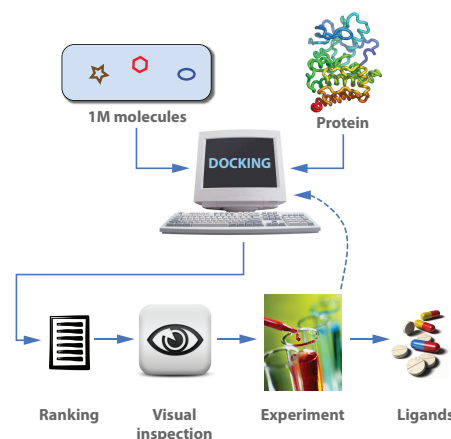 1M molecules
Protein
DOCKING
Ranking
Visual
inspection
Experiment
Ligands